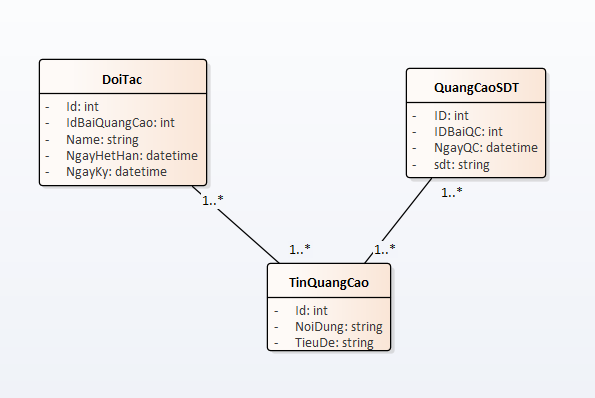 DoiTac
- Id: int
- IdBaiQuangCao: int
- Name: string
- NgayHetHan: datetime
- NgayKy: datetime
QuangCaoSDT
- ID: int
- IDBaiQC: int
- NgayQC: datetime
- sdt: string
1..*
1..*
1..*
1..*
TinQuangCao
- Id: int
- NoiDung: string
- TieuDe: string